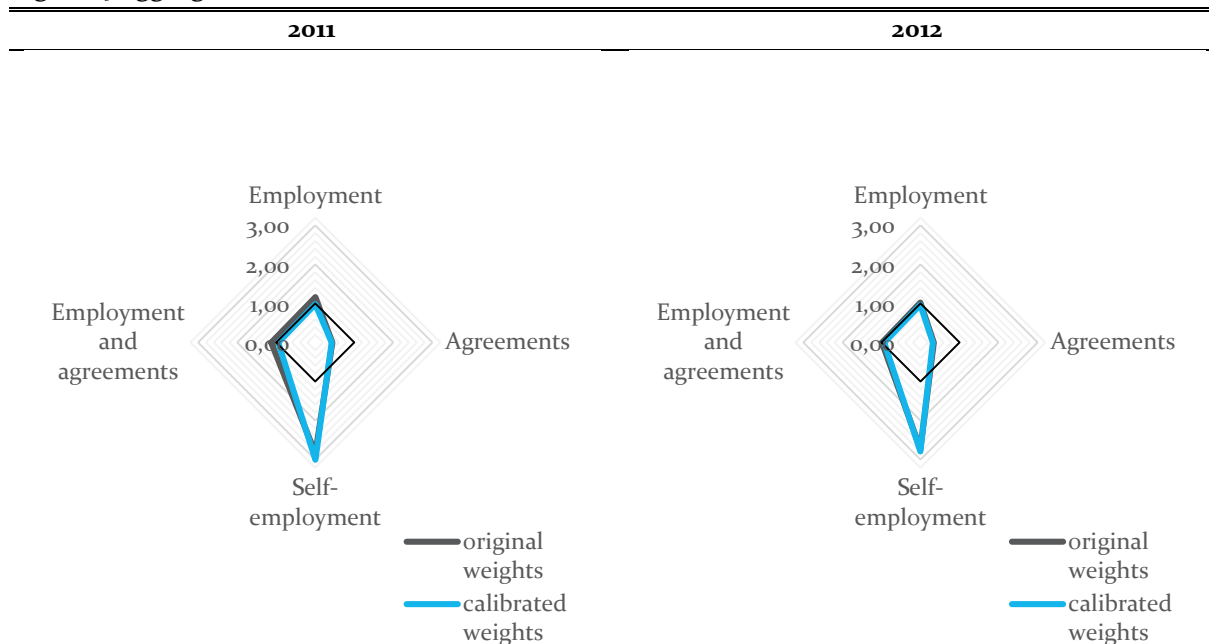 2011
2012
Employment
3,00
2,00
1,00
0,00
Employment
and
agreements
Agreements
Self-
employment
original
weights
calibrated
weights
Employment
3,00
2,00
1,00
0,00
Employment
and
agreements
Agreements
Self-
employment
original
weights
calibrated
weights